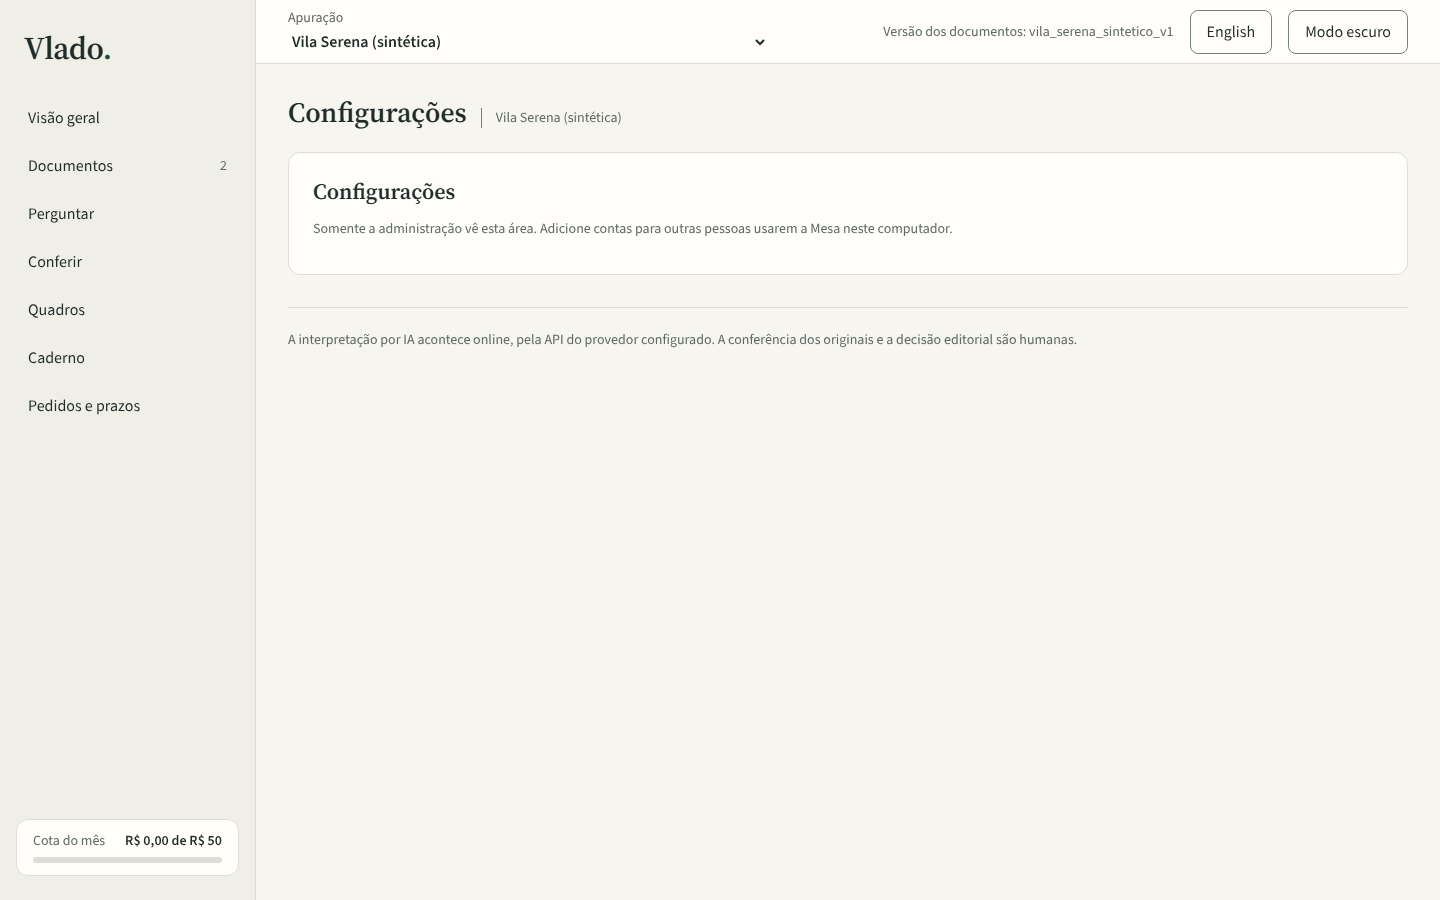 Vlado.
Visão geral
Documentos 2
Perguntar
Conferir
Quadros
Caderno
Pedidos e prazos
Cota do mês R$ 0,00 de R$ 50
Apuração
Vila Serena (sintética)
Versão dos documentos: vila_serena_sintetico_v1
English
Modo escuro
Configurações
Vila Serena (sintética)
Configurações
Somente a administração vê esta área. Adicione contas para outras pessoas usarem a Mesa neste computador.
A interpretação por IA acontece online, pela API do provedor configurado. A conferência dos originais e a decisão editorial são humanas.